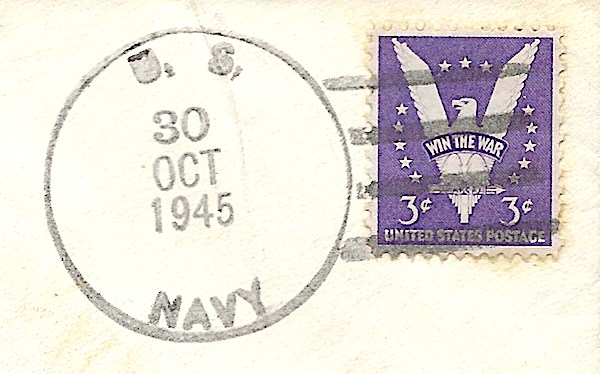 U. S.
30
OCT
1945
NAVY
WIN THE WAR
3¢ 3¢
UNITED STATES POSTAGE